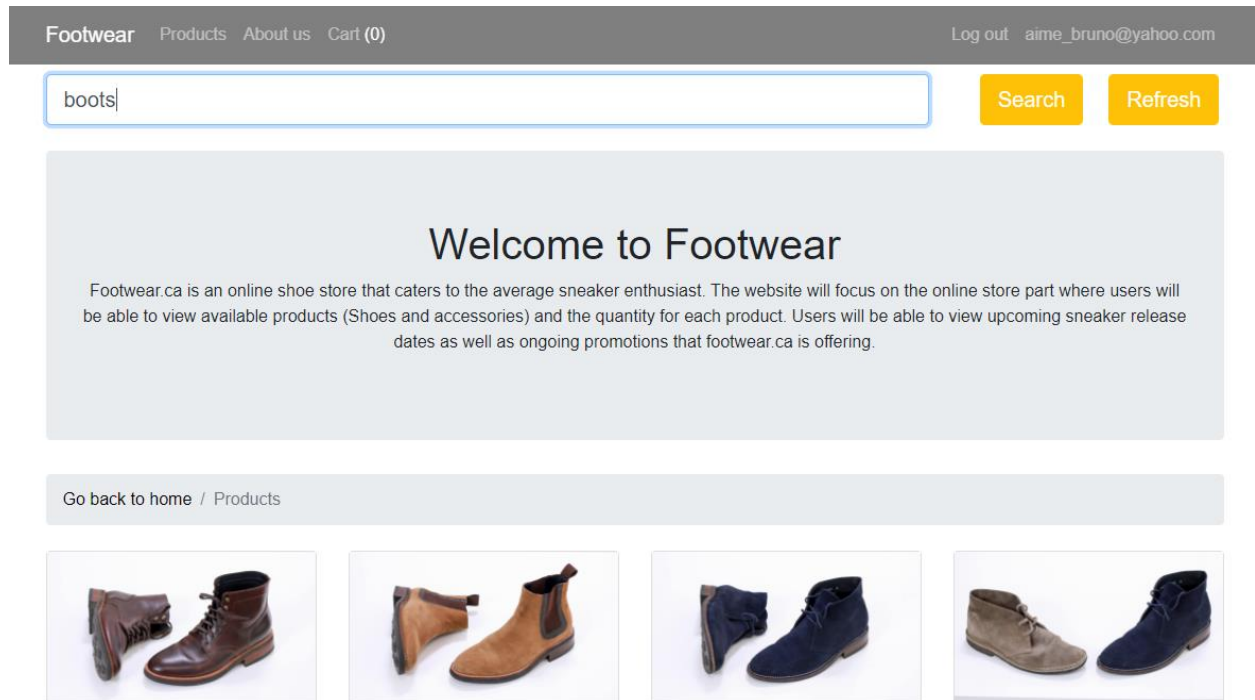 Footwear Products About us Cart (0) Log out aime_bruno@yahoo.com
boots Search Refresh
Welcome to Footwear
Footwear.ca is an online shoe store that caters to the average sneaker enthusiast. The website will focus on the online store part where users will
be able to view available products (Shoes and accessories) and the quantity for each product. Users will be able to view upcoming sneaker release
dates as well as ongoing promotions that footwear.ca is offering.
Go back to home / Products